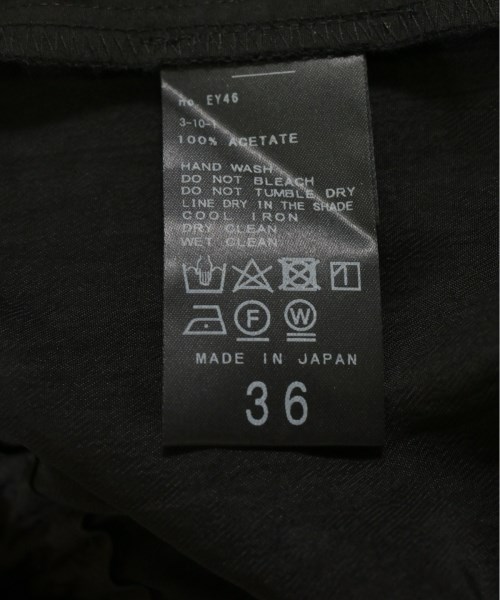 No. EY46
3-10-1
100% ACETATE
HAND WASH
DO NOT BLEACH
DO NOT TUMBLE DRY
LINE DRY IN THE SHADE
COOL IRON
DRY CLEAN
WET CLEAN
F W
MADE IN JAPAN
36